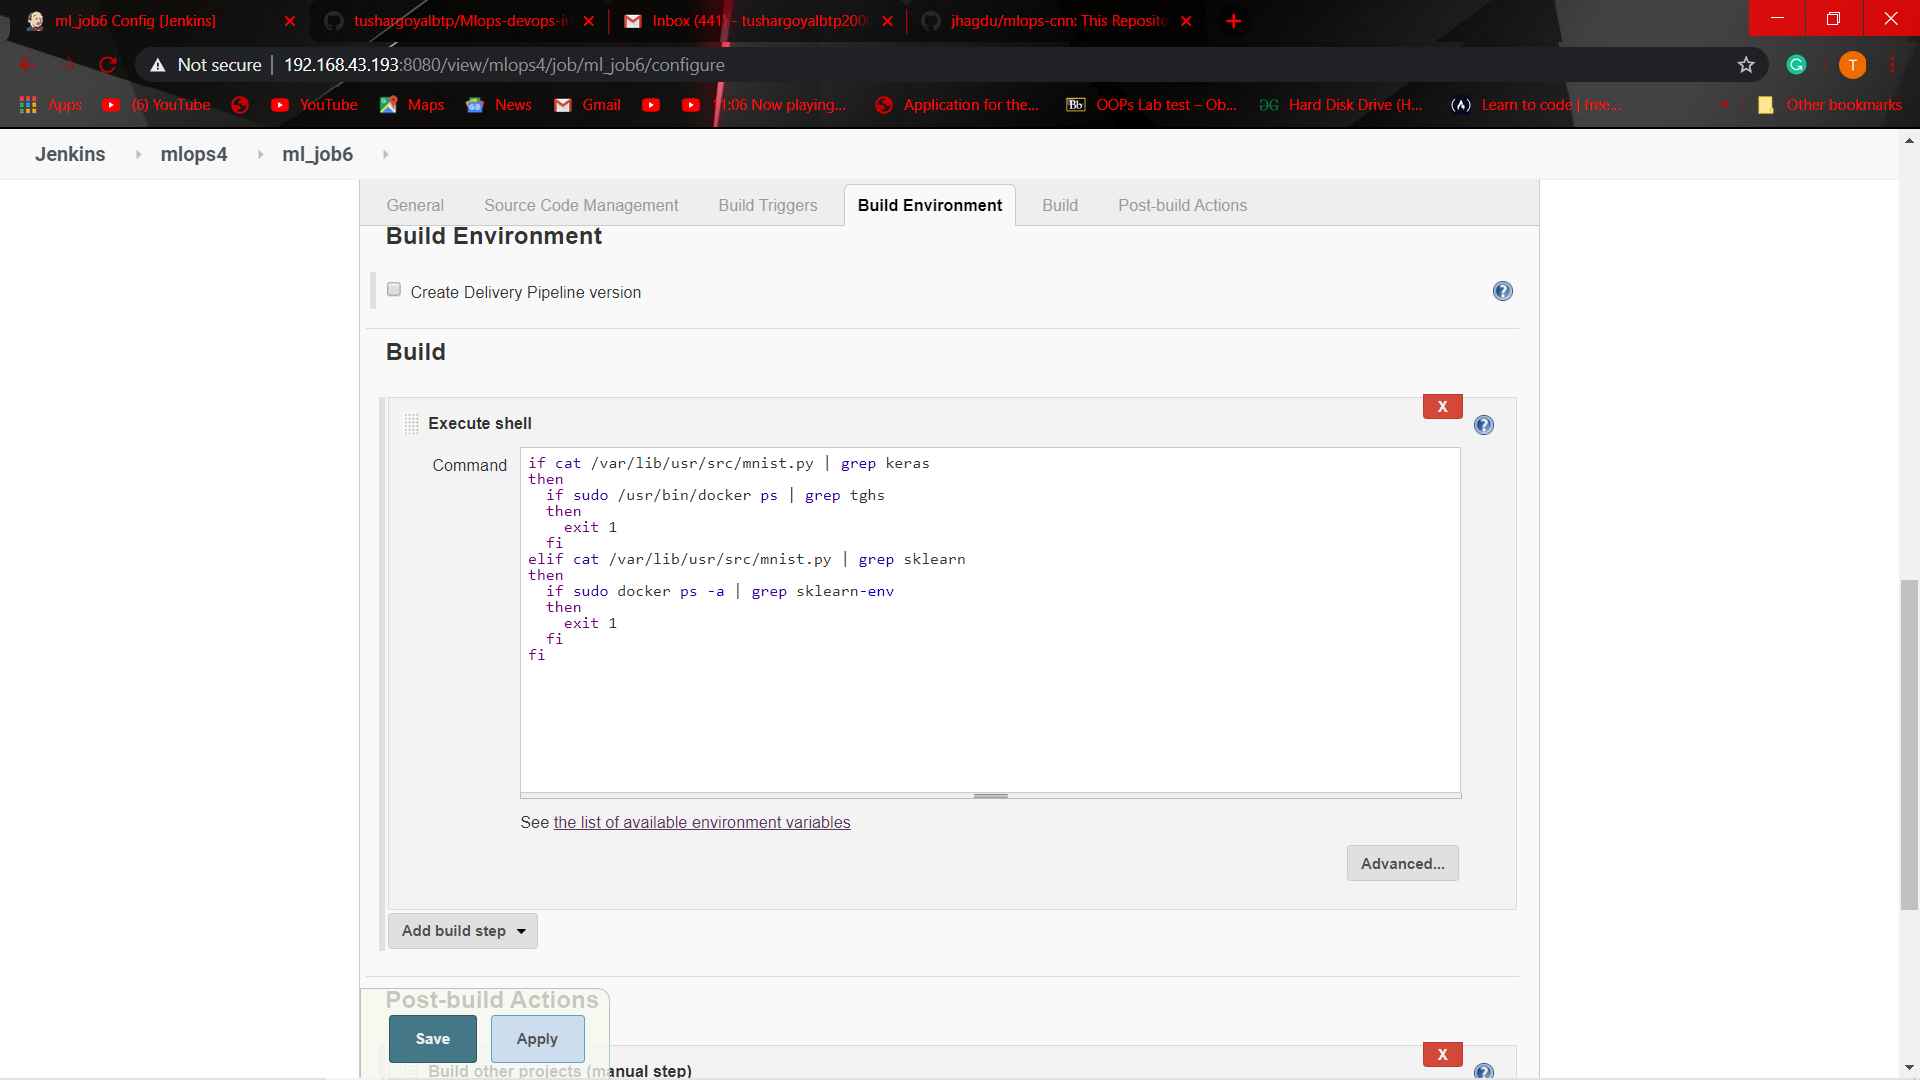 ml_job6 Config [Jenkins]
tushargoyalbtp/Mlops-devops-in
Inbox (441) - tushargoyalbtp200
jhagdu/mlops-cnn: This Reposito
Not secure | 192.168.43.193:8080/view/mlops4/job/ml_job6/configure
T
Apps
(6) YouTube
YouTube
Maps
News
Gmail
11:06 Now playing...
Application for the...
Bb OOPs Lab test – Ob...
Hard Disk Drive (H...
Learn to code | free...
Other bookmarks
Jenkins
mlops4
ml_job6
General
Source Code Management
Build Triggers
Build Environment
Build
Post-build Actions
Build Environment
Create Delivery Pipeline version
Build
X
Execute shell
Command
if cat /var/lib/usr/src/mnist.py | grep keras
then
  if sudo /usr/bin/docker ps | grep tghs
  then
    exit 1
  fi
elif cat /var/lib/usr/src/mnist.py | grep sklearn
then
  if sudo docker ps -a | grep sklearn-env
  then
    exit 1
  fi
fi
See the list of available environment variables
Advanced...
Add build step
Post-build Actions
Save
Apply
X
Build other projects (manual step)